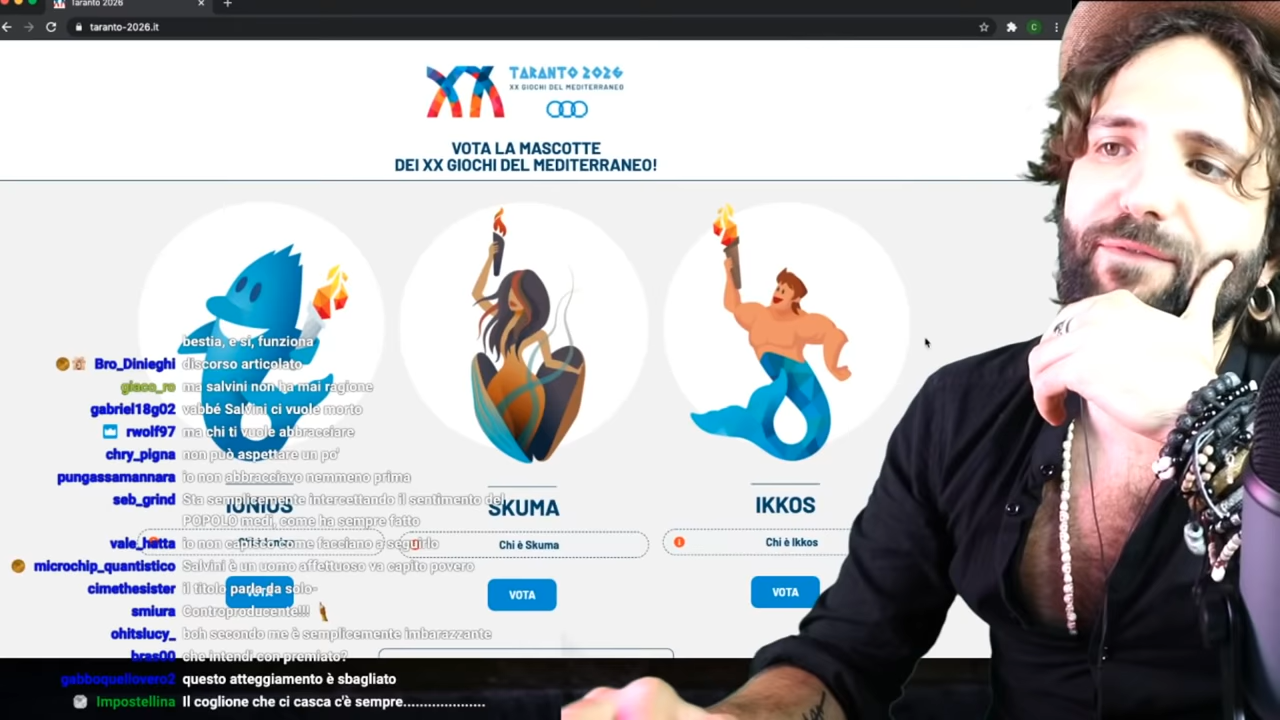 Taranto 2026
taranto-2026.it
C
XX
TARANTO 2026
XX GIOCHI DEL MEDITERRANEO
VOTA LA MASCOTTE
DEI XX GIOCHI DEL MEDITERRANEO!
IONIUS
SKUMA
IKKOS
Chi è Skuma
Chi è Ikkos
VOTA
VOTA
bestia, e sì, funziona
Bro_Dinieghi discorso articolato
giaco_ro ma salvini non ha mai ragione
gabriel18g02 vabbé Salvini ci vuole morto
rwolf97 ma chi ti vuole abbracciare
chry_pigna non può aspettare un po'
pungassamannara io non abbracciavo nemmeno prima
seb_grind Sta semplicemente intercettando il sentimento del
POPOLO medi, come ha sempre fatto
vale_hatta io non capisco come facciano a seguirlo
microchip_quantistico Salvini è un uomo affettuoso va capito povero
cimethesister il titolo parla da solo-
smiura Controproducente!!!
ohitslucy_ boh secondo me è semplicemente imbarazzante
bras00 che intendi con premiato?
gabboquellovero2 questo atteggiamento è sbagliato
Impostellina Il coglione che ci casca c'è sempre....................